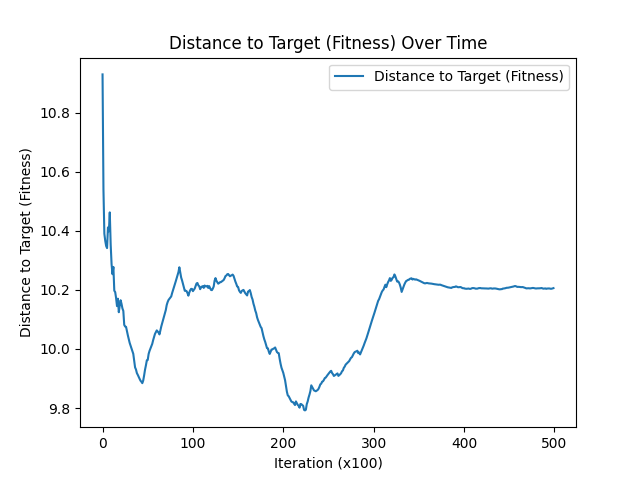 Distance to Target (Fitness) Over Time
Distance to Target (Fitness)
Distance to Target (Fitness)
10.8
10.6
10.4
10.2
10.0
9.8
0 100 200 300 400 500
Iteration (x100)